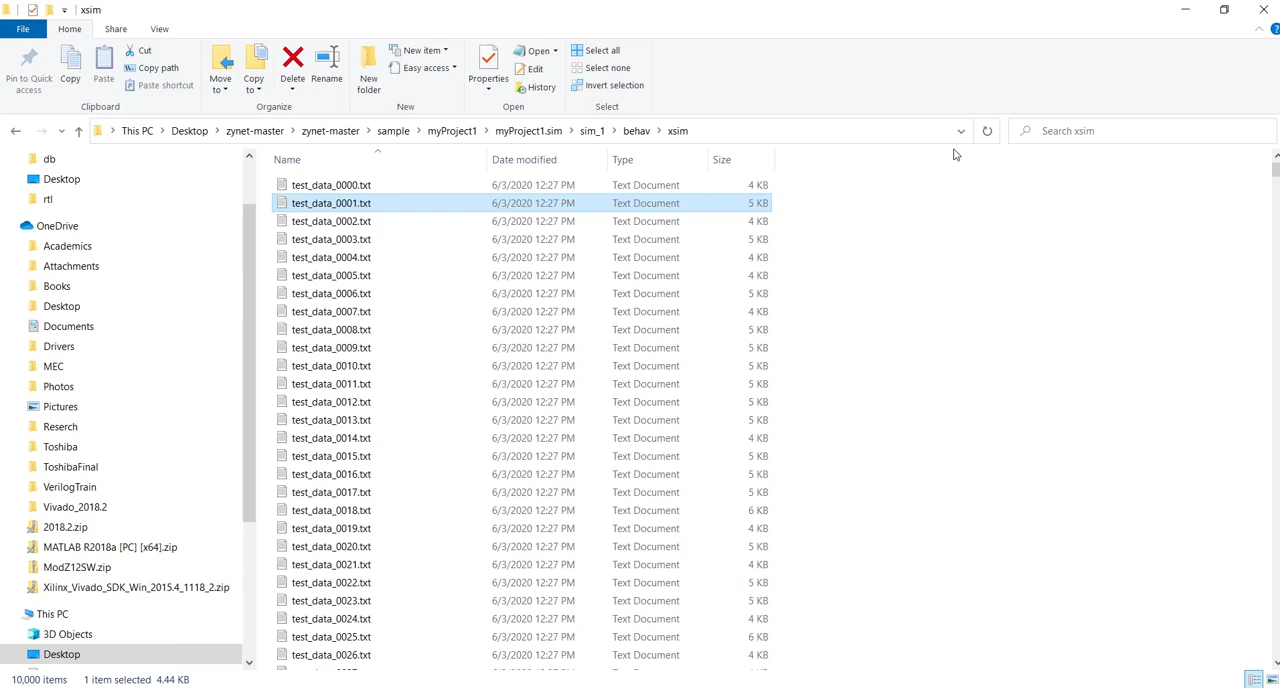 xsim
File Home Share View
Pin to Quick access
Copy
Paste
Cut
Copy path
Paste shortcut
Clipboard
Move to
Copy to
Delete
Rename
Organize
New folder
New item
Easy access
New
Properties
Open
Edit
History
Open
Select all
Select none
Invert selection
Select
This PC > Desktop > zynet-master > zynet-master > sample > myProject1 > myProject1.sim > sim_1 > behav > xsim
Search xsim
db
Desktop
rtl
OneDrive
Academics
Attachments
Books
Desktop
Documents
Drivers
MEC
Photos
Pictures
Reserch
Toshiba
ToshibaFinal
VerilogTrain
Vivado_2018.2
2018.2.zip
MATLAB R2018a [PC] [x64].zip
ModZ12SW.zip
Xilinx_Vivado_SDK_Win_2015.4_1118_2.zip
This PC
3D Objects
Desktop
Name Date modified Type Size
test_data_0000.txt 6/3/2020 12:27 PM Text Document 4 KB
test_data_0001.txt 6/3/2020 12:27 PM Text Document 5 KB
test_data_0002.txt 6/3/2020 12:27 PM Text Document 4 KB
test_data_0003.txt 6/3/2020 12:27 PM Text Document 5 KB
test_data_0004.txt 6/3/2020 12:27 PM Text Document 4 KB
test_data_0005.txt 6/3/2020 12:27 PM Text Document 4 KB
test_data_0006.txt 6/3/2020 12:27 PM Text Document 5 KB
test_data_0007.txt 6/3/2020 12:27 PM Text Document 4 KB
test_data_0008.txt 6/3/2020 12:27 PM Text Document 5 KB
test_data_0009.txt 6/3/2020 12:27 PM Text Document 5 KB
test_data_0010.txt 6/3/2020 12:27 PM Text Document 5 KB
test_data_0011.txt 6/3/2020 12:27 PM Text Document 5 KB
test_data_0012.txt 6/3/2020 12:27 PM Text Document 5 KB
test_data_0013.txt 6/3/2020 12:27 PM Text Document 5 KB
test_data_0014.txt 6/3/2020 12:27 PM Text Document 4 KB
test_data_0015.txt 6/3/2020 12:27 PM Text Document 5 KB
test_data_0016.txt 6/3/2020 12:27 PM Text Document 5 KB
test_data_0017.txt 6/3/2020 12:27 PM Text Document 5 KB
test_data_0018.txt 6/3/2020 12:27 PM Text Document 6 KB
test_data_0019.txt 6/3/2020 12:27 PM Text Document 4 KB
test_data_0020.txt 6/3/2020 12:27 PM Text Document 5 KB
test_data_0021.txt 6/3/2020 12:27 PM Text Document 4 KB
test_data_0022.txt 6/3/2020 12:27 PM Text Document 5 KB
test_data_0023.txt 6/3/2020 12:27 PM Text Document 5 KB
test_data_0024.txt 6/3/2020 12:27 PM Text Document 4 KB
test_data_0025.txt 6/3/2020 12:27 PM Text Document 6 KB
test_data_0026.txt 6/3/2020 12:27 PM Text Document 4 KB
10,000 items 1 item selected 4.44 KB